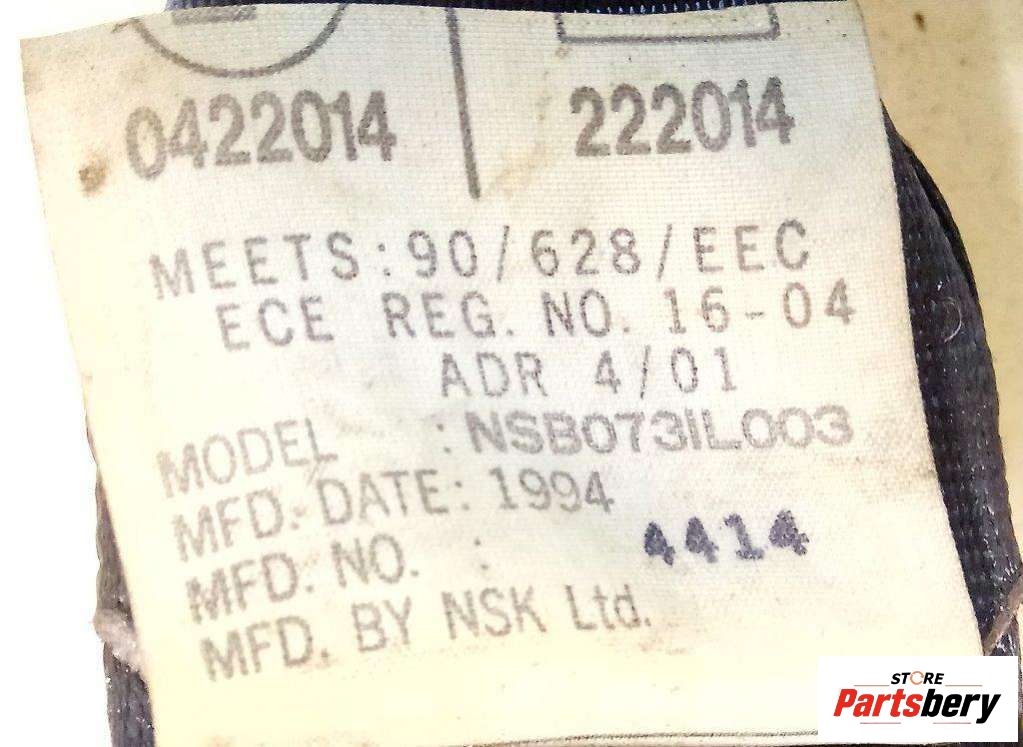 0422014
222014
MEETS: 90/628/EEC
ECE REG. NO. 16-04
ADR 4/01
MODEL : NSB073IL003
MFD. DATE: 1994
MFD. NO. : 4414
MFD. BY NSK Ltd.
STORE
Partsbery